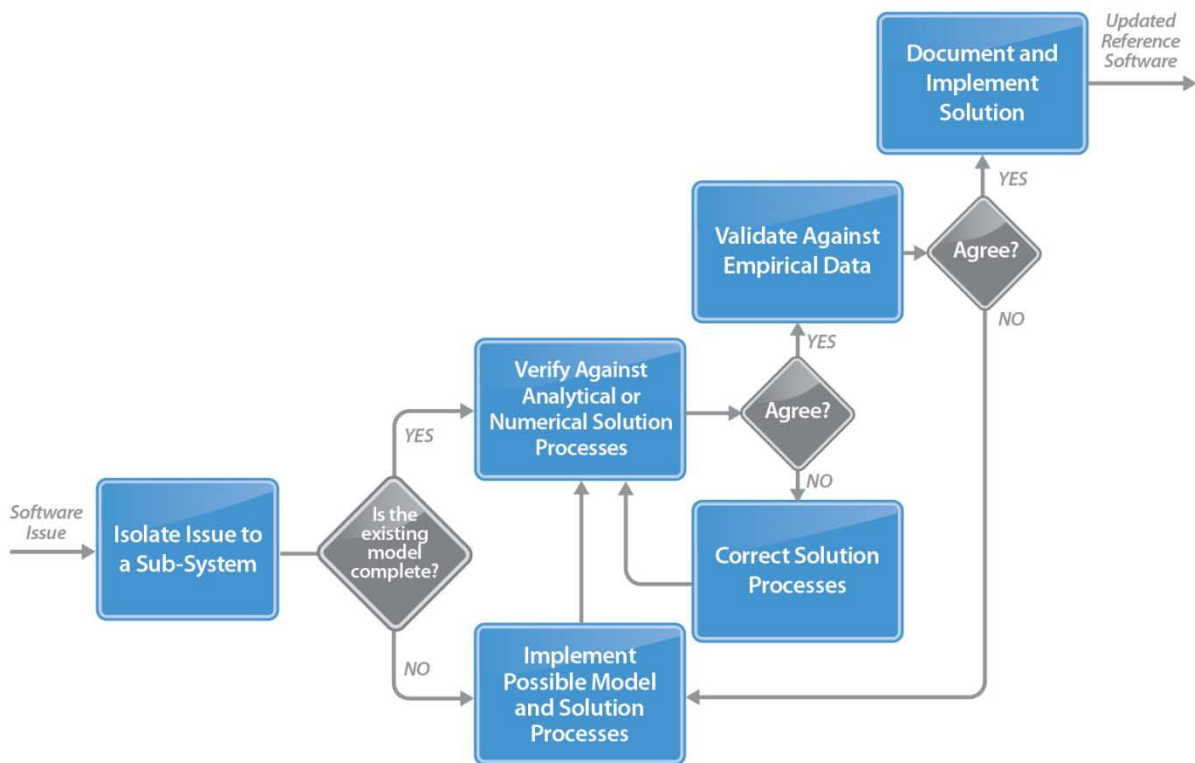 Software
Issue
Isolate Issue to
a Sub-System
Is the
existing
model
complete?
YES
NO
Verify Against
Analytical or
Numerical Solution
Processes
Implement
Possible Model
and Solution
Processes
Agree?
YES
NO
Correct Solution
Processes
Validate Against
Empirical Data
Agree?
YES
NO
Document and
Implement
Solution
Updated
Reference
Software